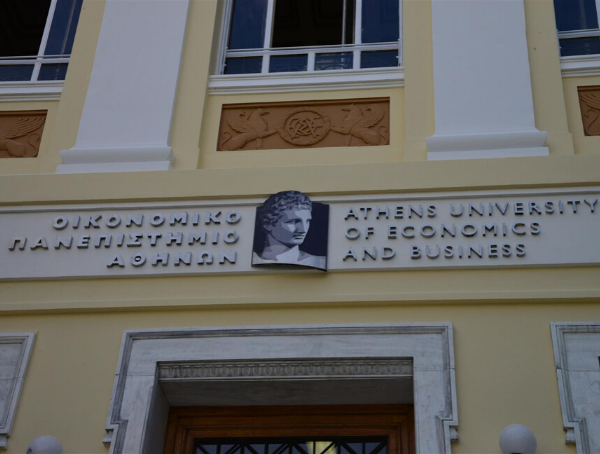 ΟΙΚΟΝΟΜΙΚΟ
ΠΑΝΕΠΙΣΤΗΜΙΟ
ΑΘΗΝΩΝ
ATHENS UNIVERSITY
OF ECONOMICS
AND BUSINESS